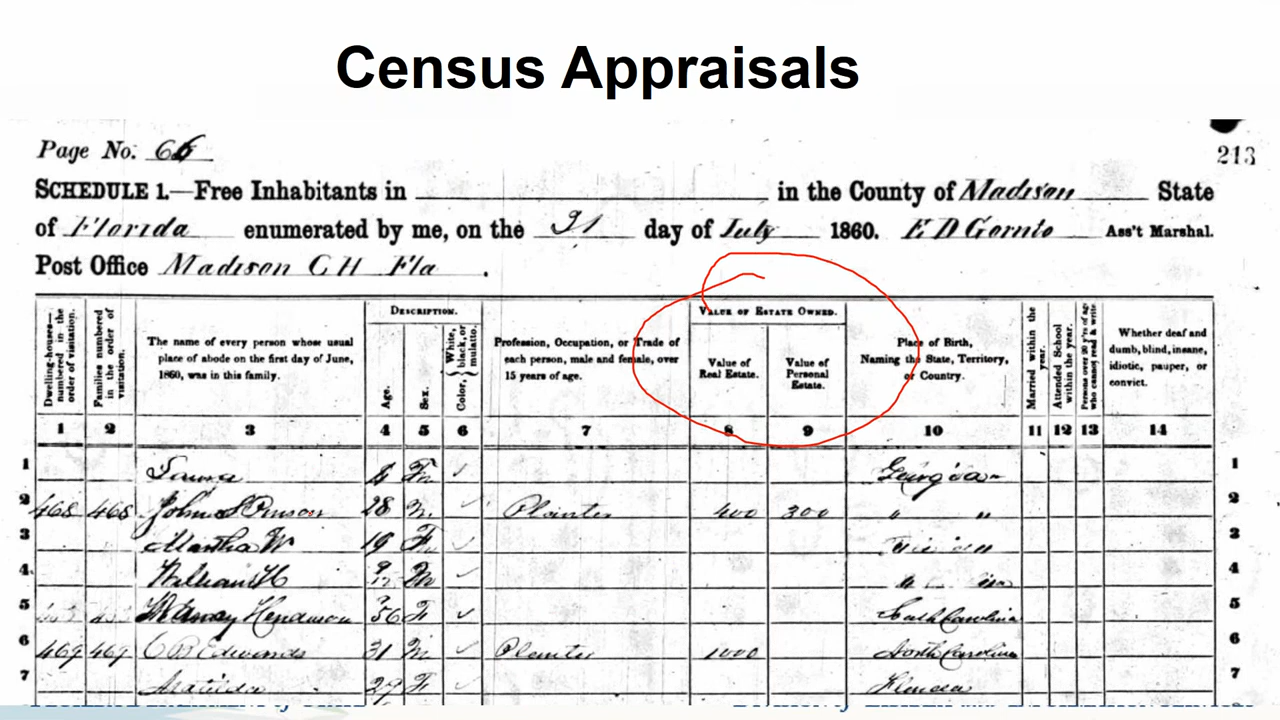 Census Appraisals
Page No. 66
213
SCHEDULE 1.—Free Inhabitants in in the County of Madison State
of Florida enumerated by me, on the 31 day of July 1860. E D Gornto Ass't Marshal.
Post Office Madison C H Fla.
Dwelling-houses—numbered in the order of visitation.
Families numbered in the order of visitation.
The name of every person whose usual place of abode on the first day of June, 1860, was in this family.
DESCRIPTION.
Age.
Sex.
Color, { White, black, or mulatto.
Profession, Occupation, or Trade of each person, male and female, over 15 years of age.
VALUE OF ESTATE OWNED.
Value of Real Estate.
Value of Personal Estate.
Place of Birth, Naming the State, Territory, or Country.
Married within the year.
Attended School within the year.
Persons over 20 y'rs of age who cannot read & write.
Whether deaf and dumb, blind, insane, idiotic, pauper, or convict.
1 2 3 4 5 6 7 8 9 10 11 12 13 14
1 F Georgia 1
2 468 468 John 28 M Planter 400 300 " " 2
3 Martha W 19 F 3
4 William H M 4
5 Henderson 56 F South Carolina 5
6 469 469 Edwards 31 M Planter 1000 North Carolina 6
7 Matilda 29 F Florida 7